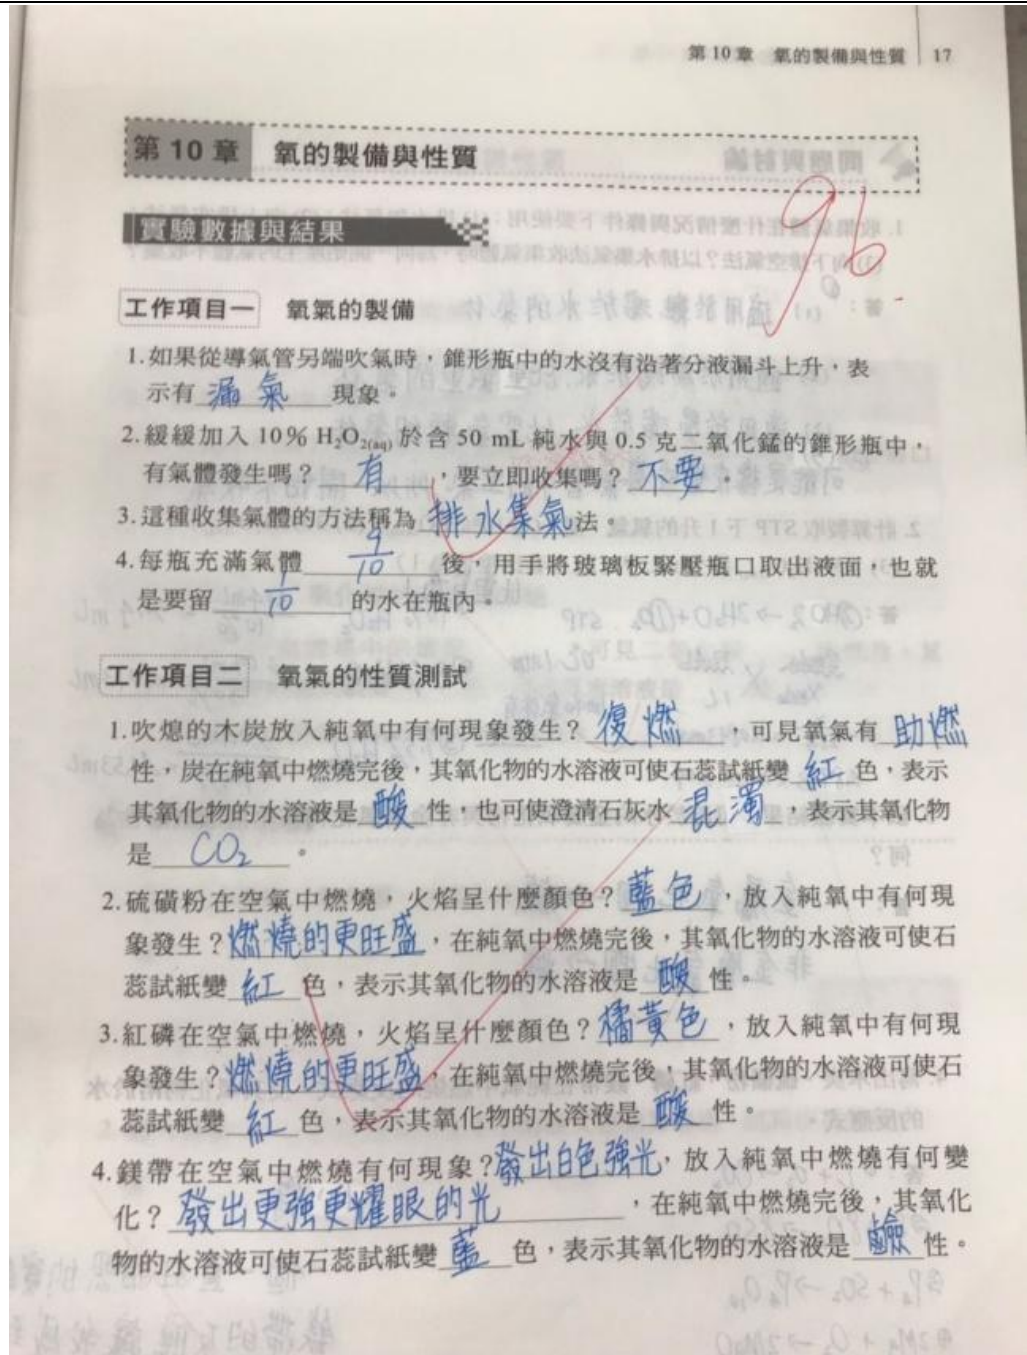 第 10 章 氧的製備與性質 17
第 10 章 氧的製備與性質
96
實驗數據與結果
工作項目一 氧氣的製備
1.如果從導氣管另端吹氣時，錐形瓶中的水沒有沿著分液漏斗上升，表
示有 漏氣 現象。
2.緩緩加入 10% H₂O₂₍aq₎ 於含 50 mL 純水與 0.5 克二氧化錳的錐形瓶中，
有氣體發生嗎？ 有 ，要立即收集嗎？ 不要 。
3.這種收集氣體的方法稱為 排水集氣 法。
4.每瓶充滿氣體 9/10 後，用手將玻璃板緊壓瓶口取出液面，也就
是要留 1/10 的水在瓶內。
工作項目二 氧氣的性質測試
1.吹熄的木炭放入純氧中有何現象發生？ 復燃 ，可見氧氣有 助燃
性，炭在純氧中燃燒完後，其氧化物的水溶液可使石蕊試紙變 紅 色，表示
其氧化物的水溶液是 酸 性，也可使澄清石灰水 混濁 ，表示其氧化物
是 CO₂ 。
2.硫磺粉在空氣中燃燒，火焰呈什麼顏色？ 藍色 ，放入純氧中有何現
象發生？燃燒的更旺盛，在純氧中燃燒完後，其氧化物的水溶液可使石
蕊試紙變 紅 色，表示其氧化物的水溶液是 酸 性。
3.紅磷在空氣中燃燒，火焰呈什麼顏色？橘黃色 ，放入純氧中有何現
象發生？燃燒的更旺盛，在純氧中燃燒完後，其氧化物的水溶液可使石
蕊試紙變 紅 色，表示其氧化物的水溶液是 酸 性。
4.鎂帶在空氣中燃燒有何現象？發出白色強光，放入純氧中燃燒有何變
化？ 發出更強更耀眼的光 ，在純氧中燃燒完後，其氧化
物的水溶液可使石蕊試紙變 藍 色，表示其氧化物的水溶液是 鹼 性。